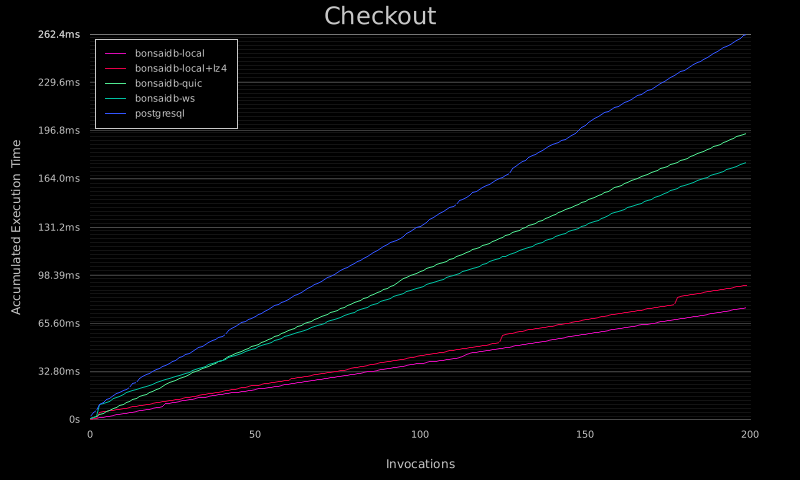 Checkout
262.4ms
229.6ms
196.8ms
164.0ms
131.2ms
98.39ms
65.60ms
32.80ms
0s
bonsaidb-local
bonsaidb-local+lz4
bonsaidb-quic
bonsaidb-ws
postgresql
Accumulated Execution Time
0 50 100 150 200
Invocations